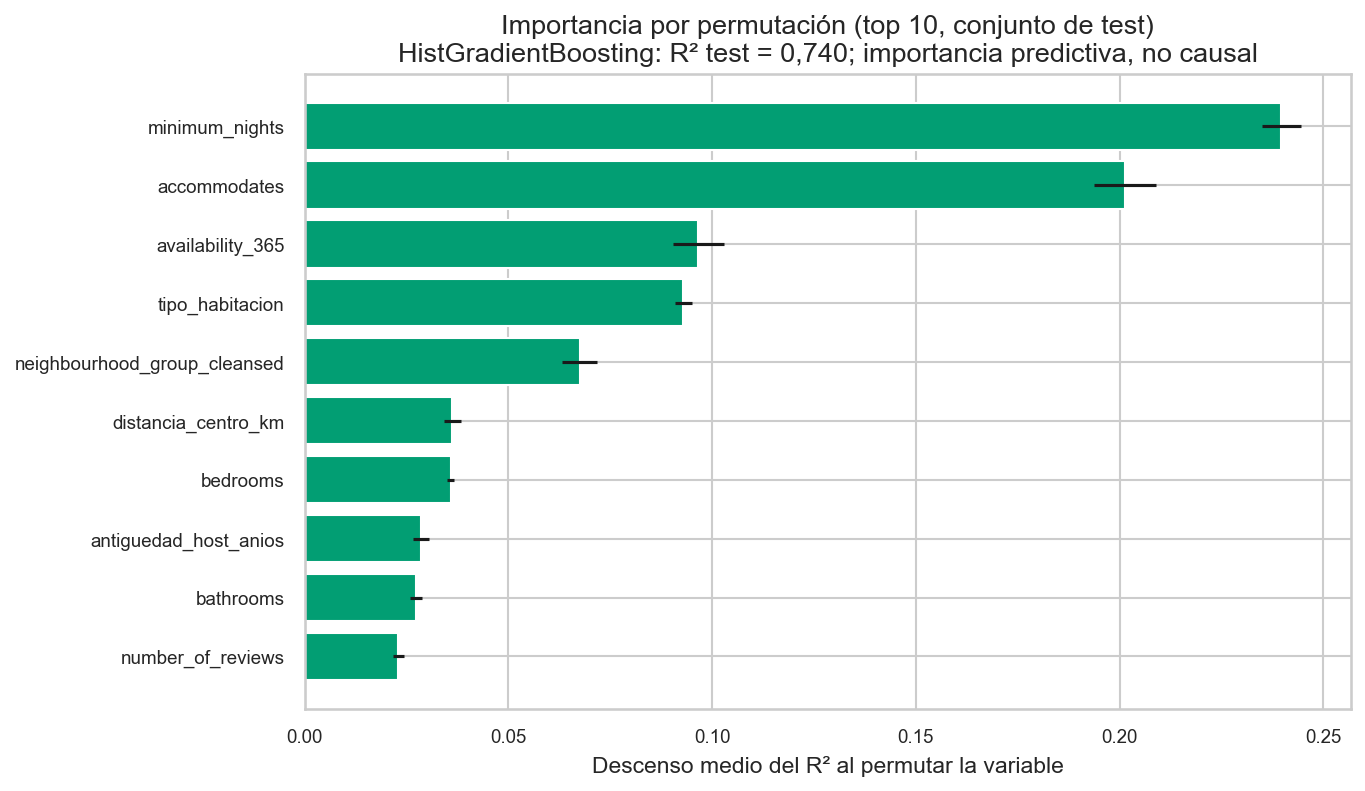 Importancia por permutación (top 10, conjunto de test)
HistGradientBoosting: R² test = 0,740; importancia predictiva, no causal
minimum_nights
accommodates
availability_365
tipo_habitacion
neighbourhood_group_cleansed
distancia_centro_km
bedrooms
antiguedad_host_anios
bathrooms
number_of_reviews
0.00 0.05 0.10 0.15 0.20 0.25
Descenso medio del R² al permutar la variable